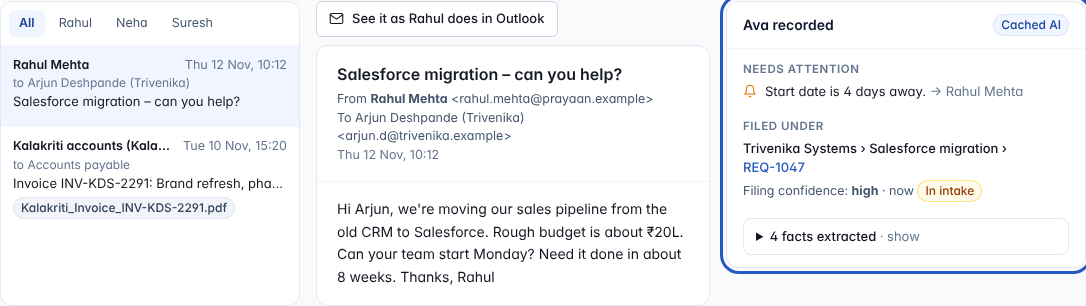 All Rahul Neha Suresh
Rahul Mehta Thu 12 Nov, 10:12
to Arjun Deshpande (Trivenika)
Salesforce migration – can you help?
Kalakriti accounts (Kala... Tue 10 Nov, 15:20
to Accounts payable
Invoice INV-KDS-2291: Brand refresh, pha...
Kalakriti_Invoice_INV-KDS-2291.pdf
See it as Rahul does in Outlook
Salesforce migration – can you help?
From Rahul Mehta <rahul.mehta@prayaan.example>
To Arjun Deshpande (Trivenika)
<arjun.d@trivenika.example>
Thu 12 Nov, 10:12
Hi Arjun, we're moving our sales pipeline from the
old CRM to Salesforce. Rough budget is about ₹20L.
Can your team start Monday? Need it done in about
8 weeks. Thanks, Rahul
Ava recorded Cached AI
NEEDS ATTENTION
Start date is 4 days away. → Rahul Mehta
FILED UNDER
Trivenika Systems › Salesforce migration ›
REQ-1047
Filing confidence: high · now In intake
▶ 4 facts extracted · show